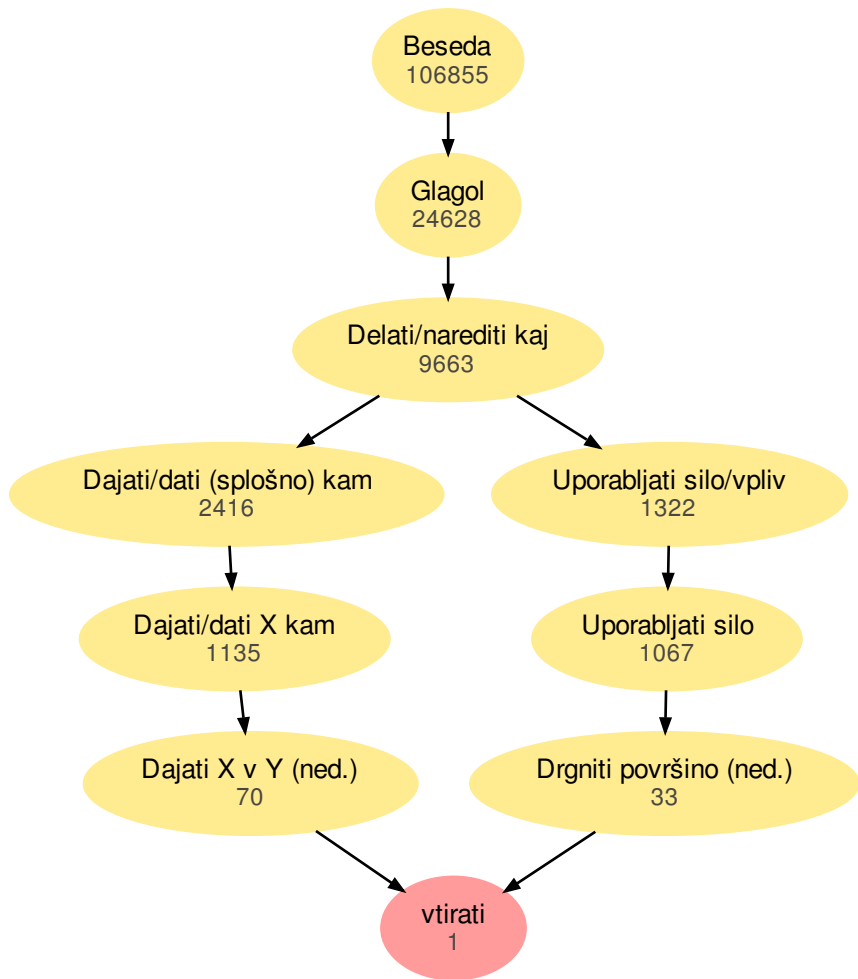 Beseda
106855
Glagol
24628
Delati/narediti kaj
9663
Dajati/dati (splošno) kam
2416
Uporabljati silo/vpliv
1322
Dajati/dati X kam
1135
Uporabljati silo
1067
Dajati X v Y (ned.)
70
Drgniti površino (ned.)
33
vtirati
1